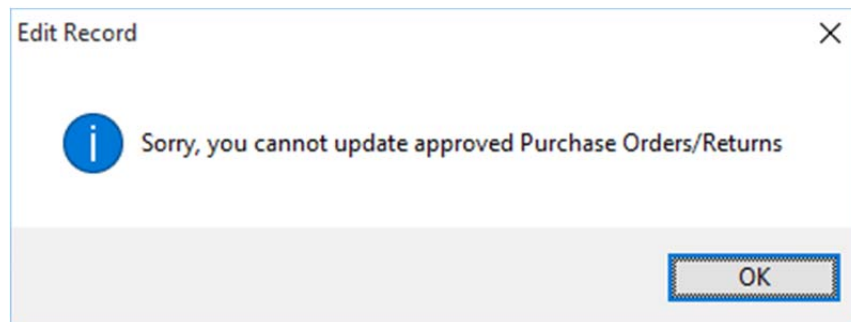 Edit Record
Sorry, you cannot update approved Purchase Orders/Returns
OK